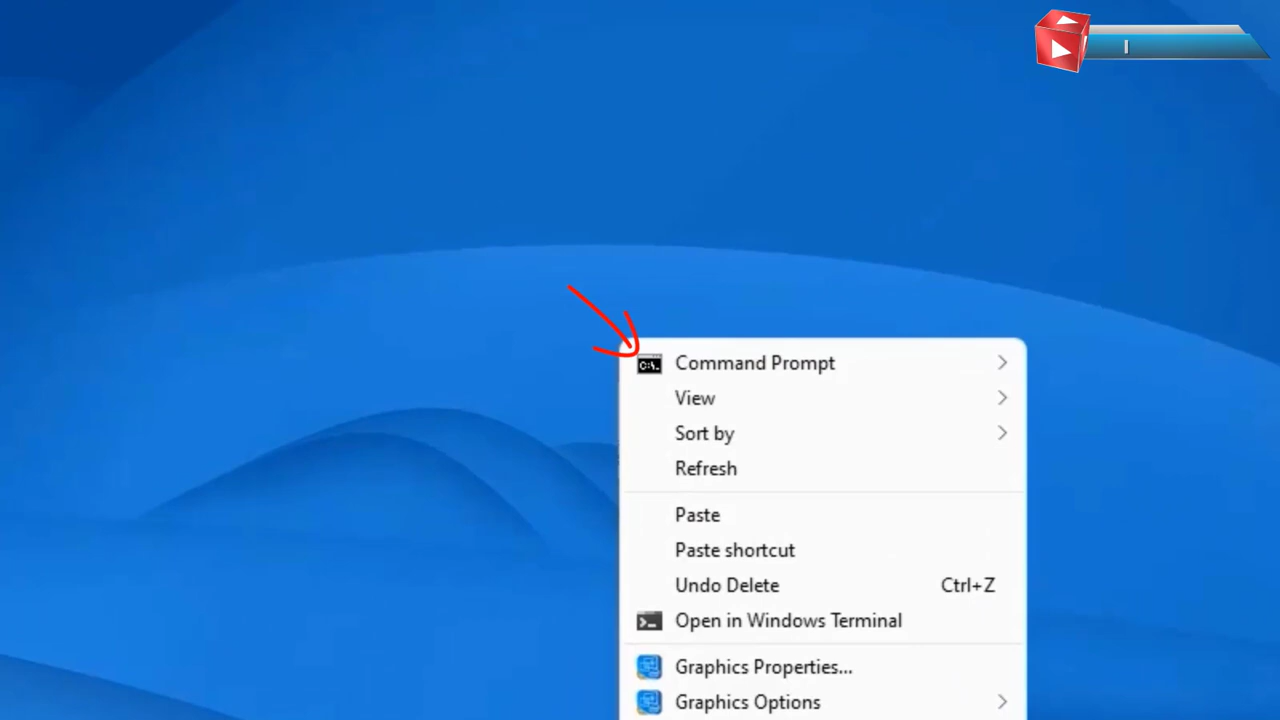 C:\.
Command Prompt
View
Sort by
Refresh
Paste
Paste shortcut
Undo Delete Ctrl+Z
Open in Windows Terminal
Graphics Properties...
Graphics Options